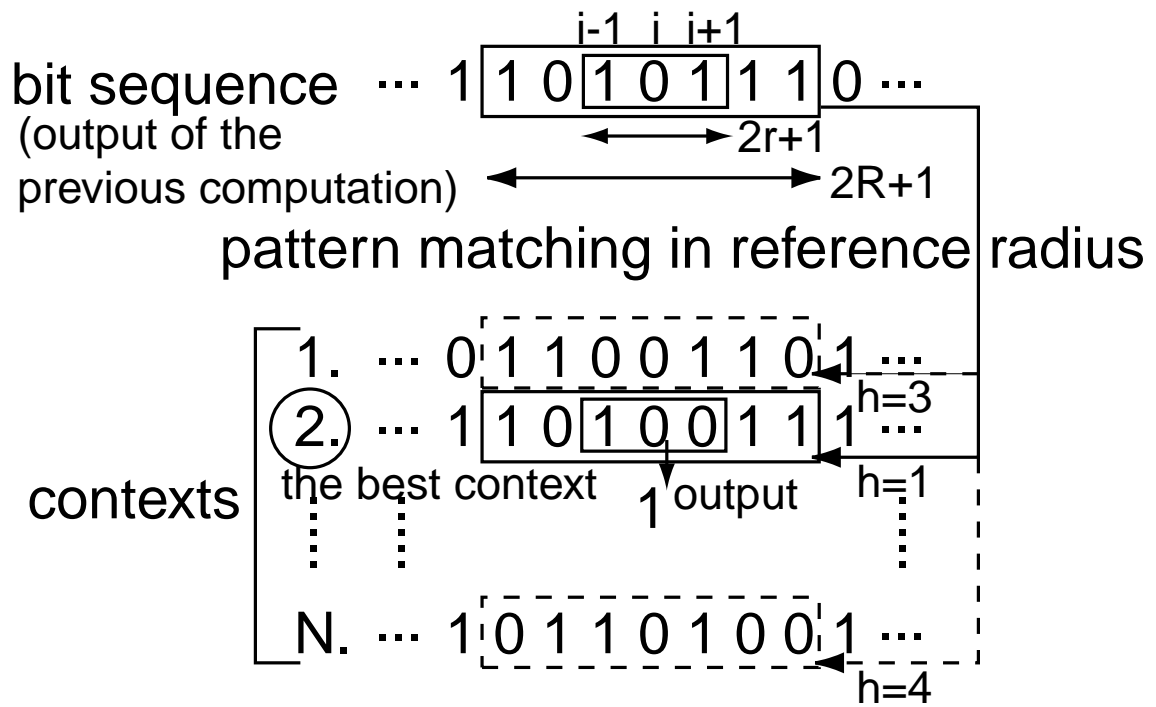 i-1 i i+1
bit sequence ... 1 1 0 1 0 1 1 1 0 ...
(output of the
2r+1
previous computation)
2R+1
pattern matching in reference radius
1. ... 0 1 1 0 0 1 1 0 1 ...
h=3
2. ... 1 1 0 1 0 0 1 1 1 ...
the best context
h=1
1 output
contexts
N. ... 1 0 1 1 0 1 0 0 1 ...
h=4